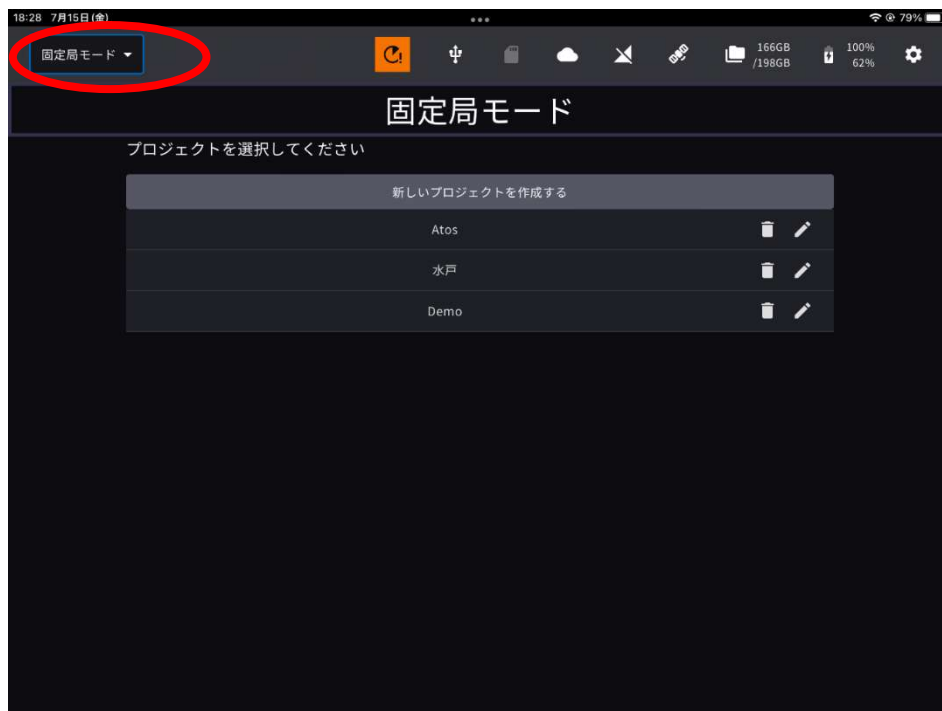 18:28 7月15日(金)
79%
固定局モード
166GB
/198GB
100%
62%
固定局モード
プロジェクトを選択してください
新しいプロジェクトを作成する
Atos
水戸
Demo